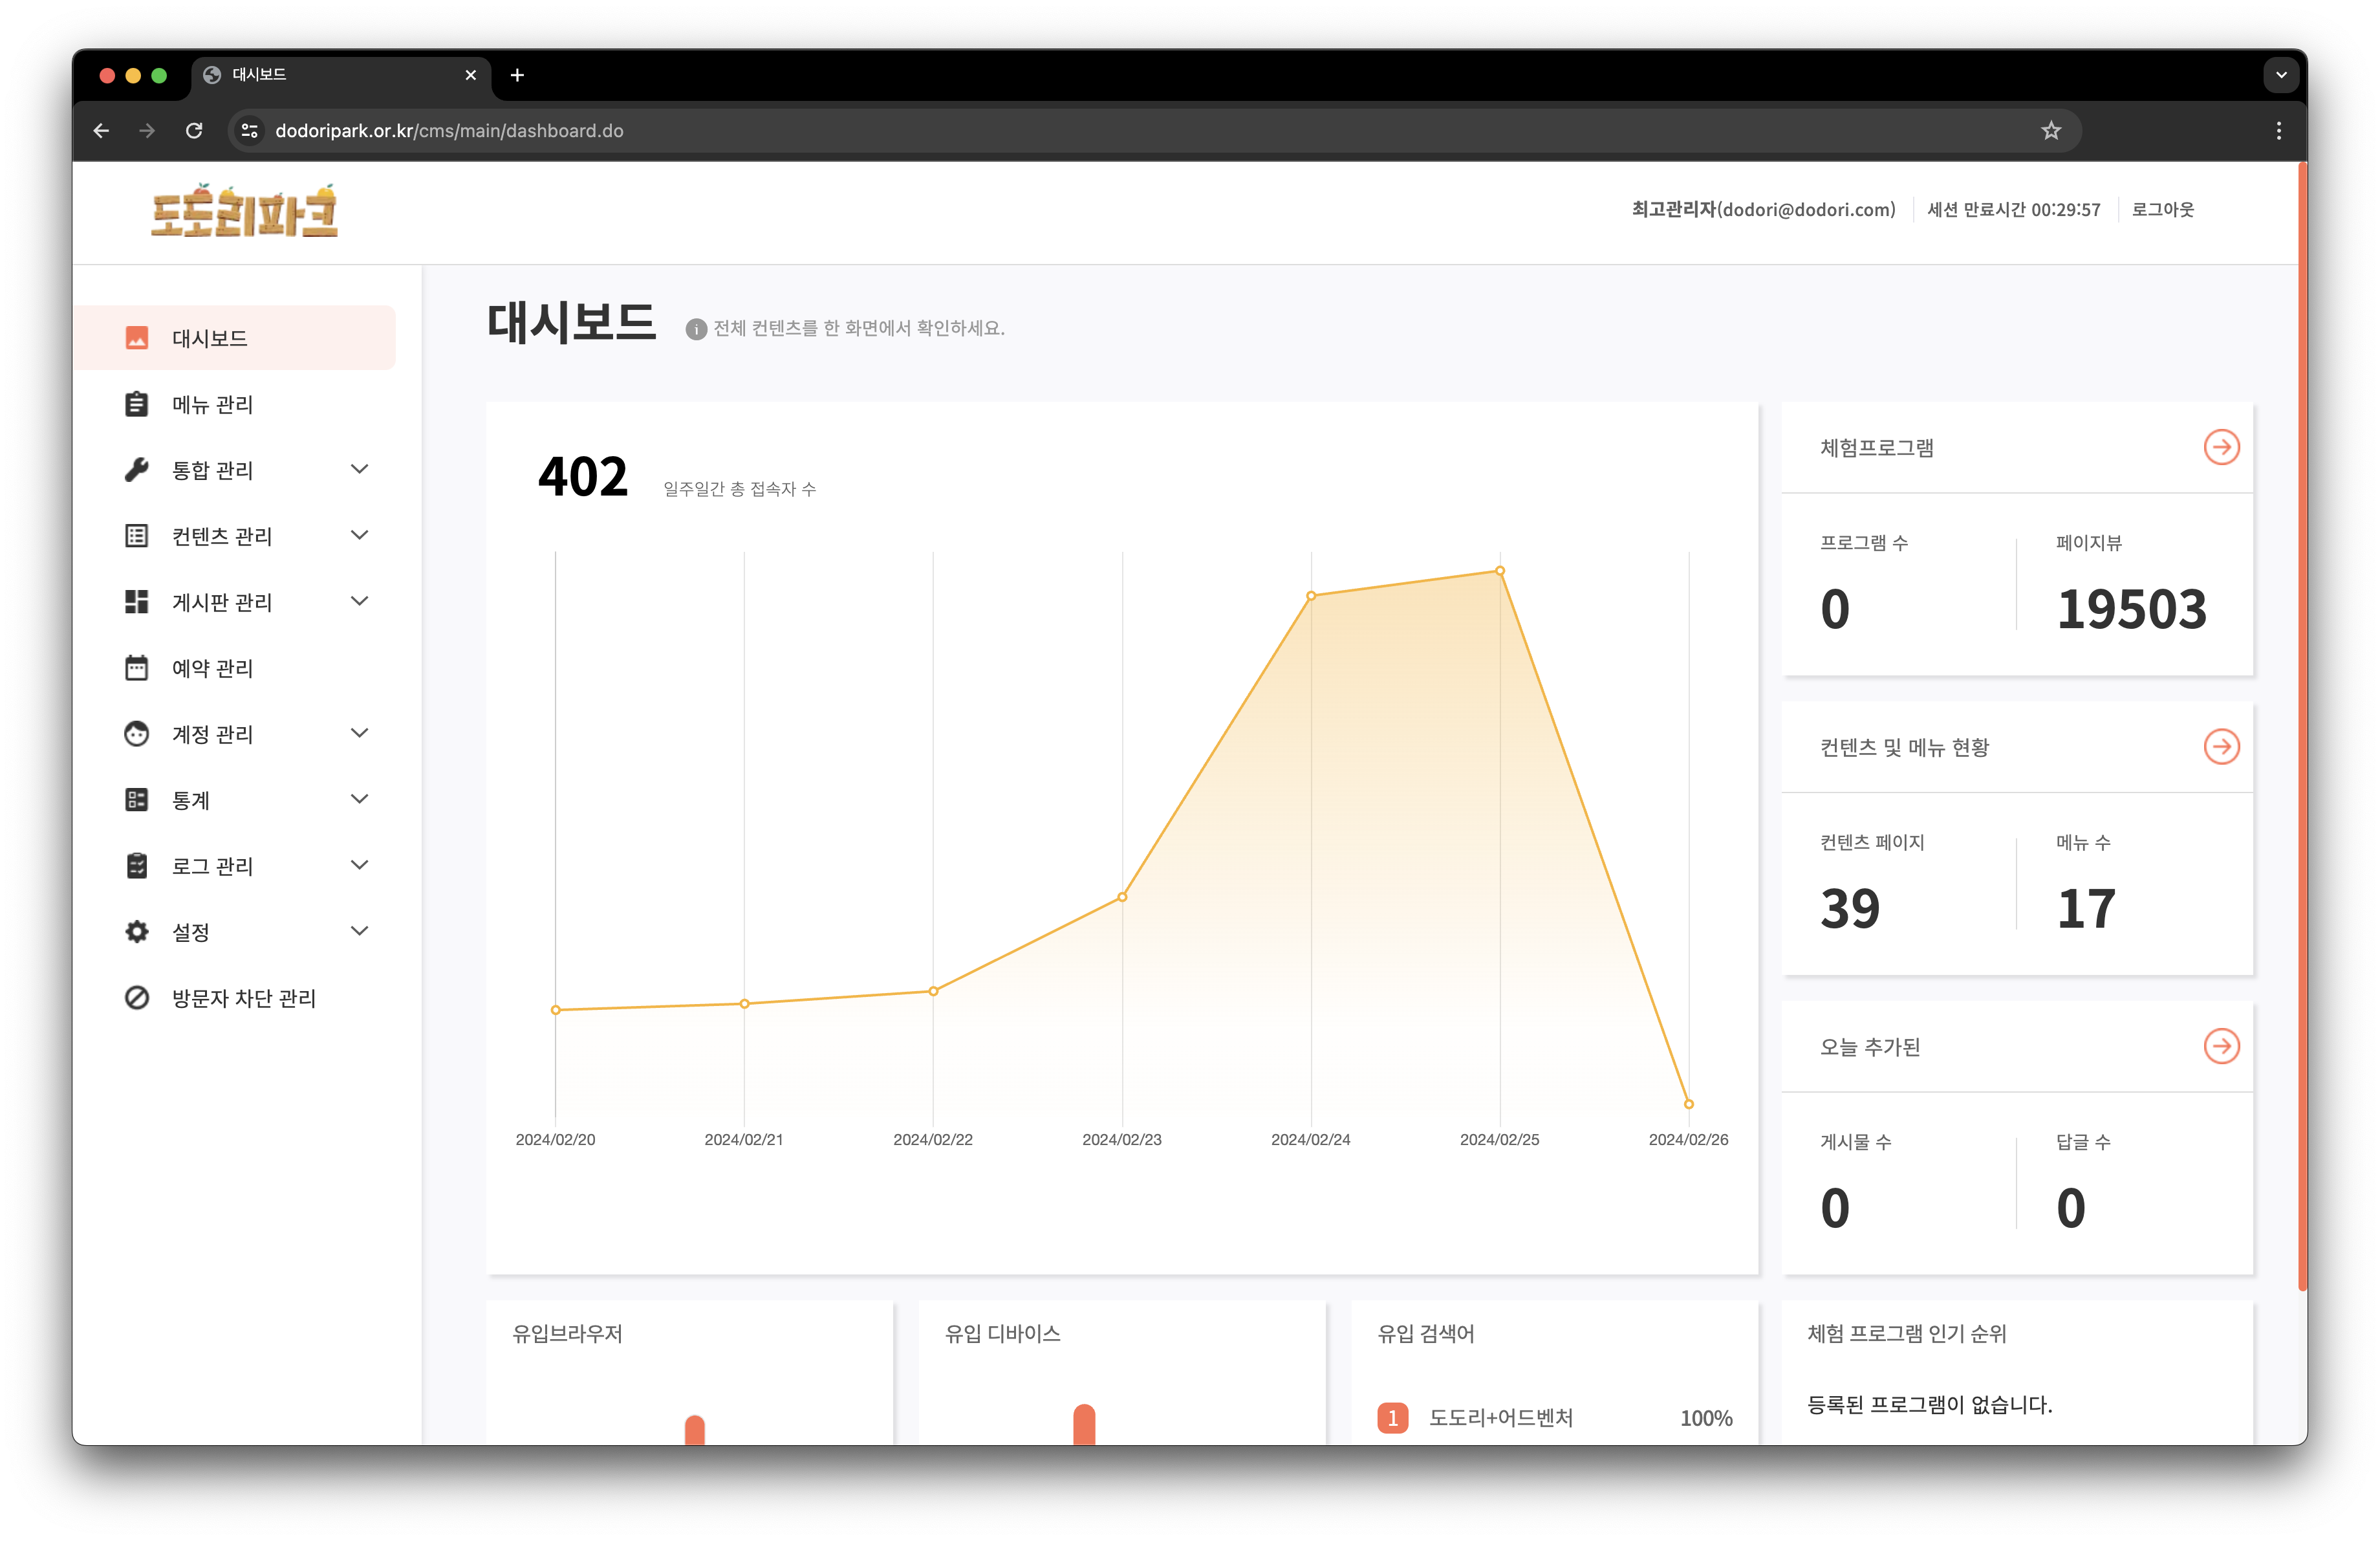 대시보드
dodoripark.or.kr/cms/main/dashboard.do
도도리파크
최고관리자(dodori@dodori.com) 세션 만료시간 00:29:57 로그아웃
대시보드
메뉴 관리
통합 관리
컨텐츠 관리
게시판 관리
예약 관리
계정 관리
통계
로그 관리
설정
방문자 차단 관리
대시보드 전체 컨텐츠를 한 화면에서 확인하세요.
402 일주일간 총 접속자 수
2024/02/20 2024/02/21 2024/02/22 2024/02/23 2024/02/24 2024/02/25 2024/02/26
체험프로그램
프로그램 수 페이지뷰
0 19503
컨텐츠 및 메뉴 현황
컨텐츠 페이지 메뉴 수
39 17
오늘 추가된
게시물 수 답글 수
0 0
유입브라우저
유입 디바이스
유입 검색어
1 도도리+어드벤처 100%
체험 프로그램 인기 순위
등록된 프로그램이 없습니다.